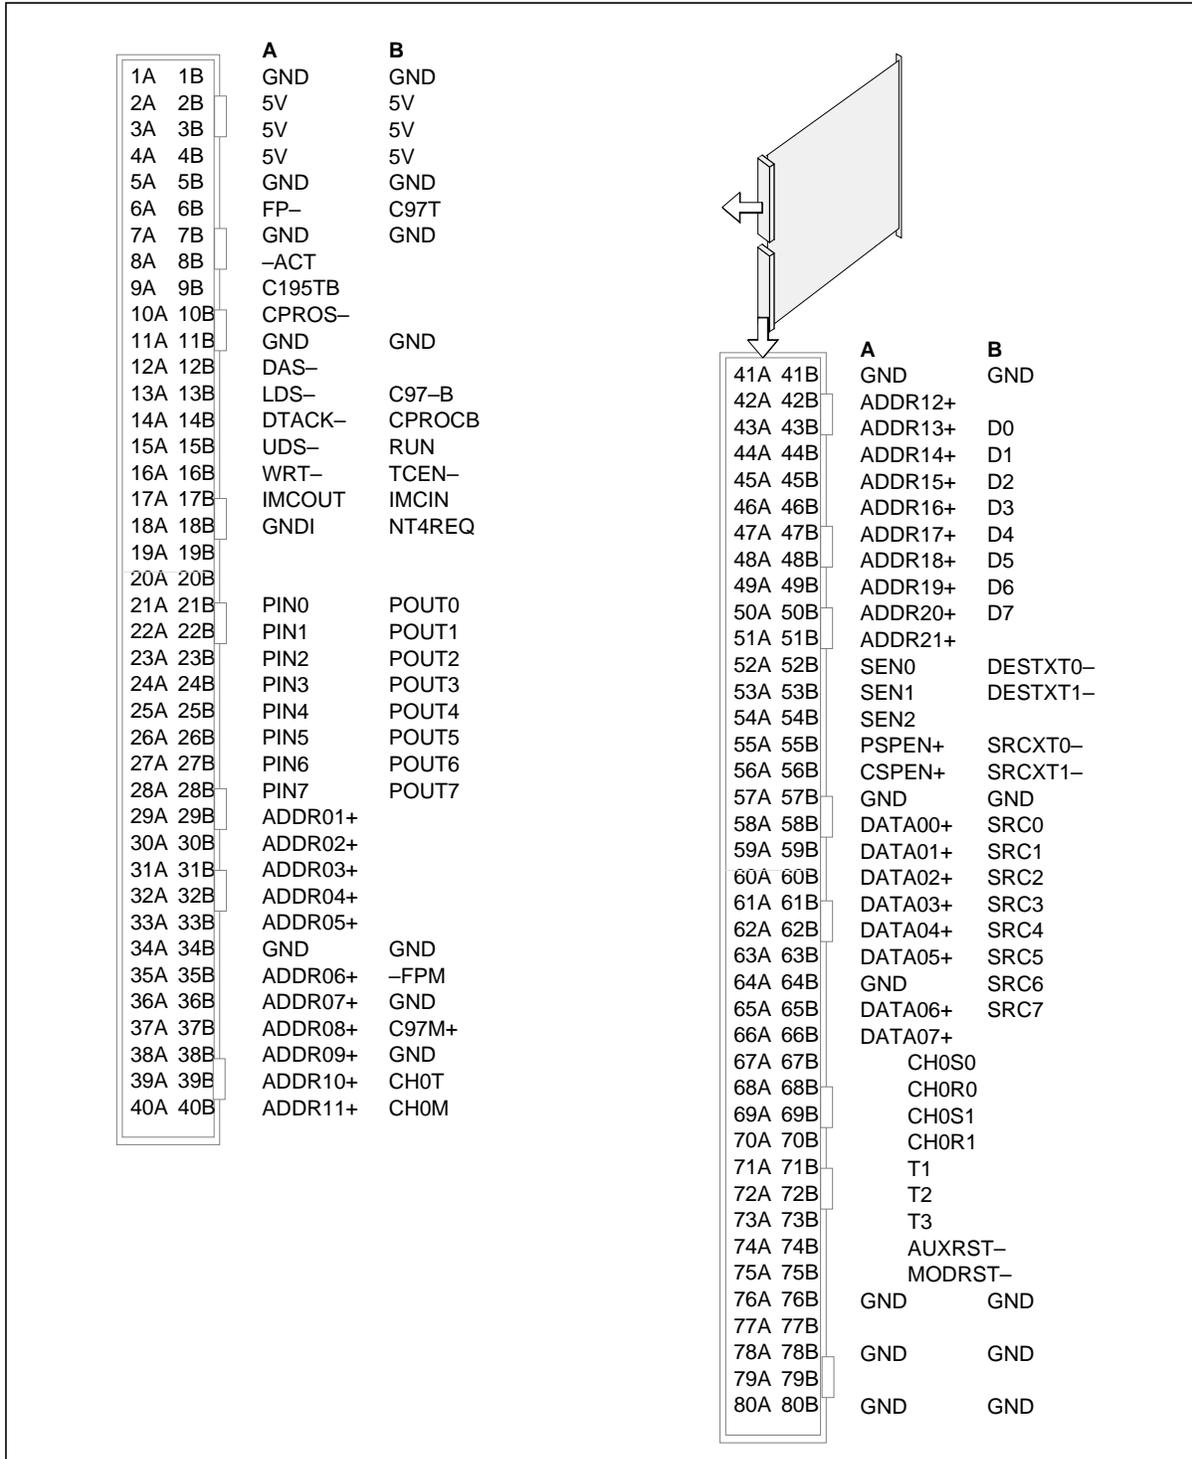 A B
1A 1B GND GND
2A 2B 5V 5V
3A 3B 5V 5V
4A 4B 5V 5V
5A 5B GND GND
6A 6B FP– C97T
7A 7B GND GND
8A 8B –ACT
9A 9B C195TB
10A 10B CPROS–
11A 11B GND GND
12A 12B DAS–
13A 13B LDS– C97–B
14A 14B DTACK– CPROCB
15A 15B UDS– RUN
16A 16B WRT– TCEN–
17A 17B IMCOUT IMCIN
18A 18B GNDI NT4REQ
19A 19B
20A 20B
21A 21B PIN0 POUT0
22A 22B PIN1 POUT1
23A 23B PIN2 POUT2
24A 24B PIN3 POUT3
25A 25B PIN4 POUT4
26A 26B PIN5 POUT5
27A 27B PIN6 POUT6
28A 28B PIN7 POUT7
29A 29B ADDR01+
30A 30B ADDR02+
31A 31B ADDR03+
32A 32B ADDR04+
33A 33B ADDR05+
34A 34B GND GND
35A 35B ADDR06+ –FPM
36A 36B ADDR07+ GND
37A 37B ADDR08+ C97M+
38A 38B ADDR09+ GND
39A 39B ADDR10+ CH0T
40A 40B ADDR11+ CH0M
A B
41A 41B GND GND
42A 42B ADDR12+
43A 43B ADDR13+ D0
44A 44B ADDR14+ D1
45A 45B ADDR15+ D2
46A 46B ADDR16+ D3
47A 47B ADDR17+ D4
48A 48B ADDR18+ D5
49A 49B ADDR19+ D6
50A 50B ADDR20+ D7
51A 51B ADDR21+
52A 52B SEN0 DESTXT0–
53A 53B SEN1 DESTXT1–
54A 54B SEN2
55A 55B PSPEN+ SRCXT0–
56A 56B CSPEN+ SRCXT1–
57A 57B GND GND
58A 58B DATA00+ SRC0
59A 59B DATA01+ SRC1
60A 60B DATA02+ SRC2
61A 61B DATA03+ SRC3
62A 62B DATA04+ SRC4
63A 63B DATA05+ SRC5
64A 64B GND SRC6
65A 65B DATA06+ SRC7
66A 66B DATA07+
67A 67B CH0S0
68A 68B CH0R0
69A 69B CH0S1
70A 70B CH0R1
71A 71B T1
72A 72B T2
73A 73B T3
74A 74B AUXRST–
75A 75B MODRST–
76A 76B GND GND
77A 77B
78A 78B GND GND
79A 79B
80A 80B GND GND